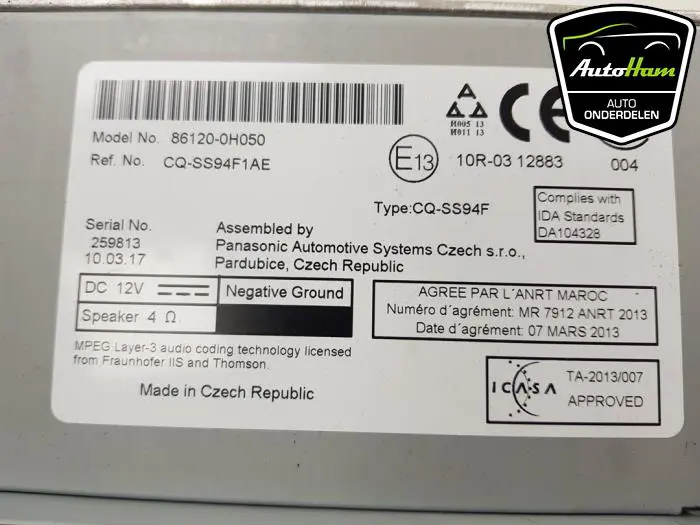 AutoHam
AUTO
ONDERDELEN
H005 13
H011 13
CE
Model No. 86120-0H050
Ref. No. CQ-SS94F1AE
E13
10R-03 12883
004
Type:CQ-SS94F
Complies with
IDA Standards
DA104328
Serial No.
259813
10.03.17
Assembled by
Panasonic Automotive Systems Czech s.r.o.,
Pardubice, Czech Republic
DC 12V
Negative Ground
Speaker 4 Ω
AGREE PAR L´ANRT MAROC
Numéro d´agrément: MR 7912 ANRT 2013
Date d´agrément: 07 MARS 2013
MPEG Layer-3 audio coding technology licensed
from Fraunhofer IIS and Thomson.
Made in Czech Republic
ICASA
TA-2013/007
APPROVED